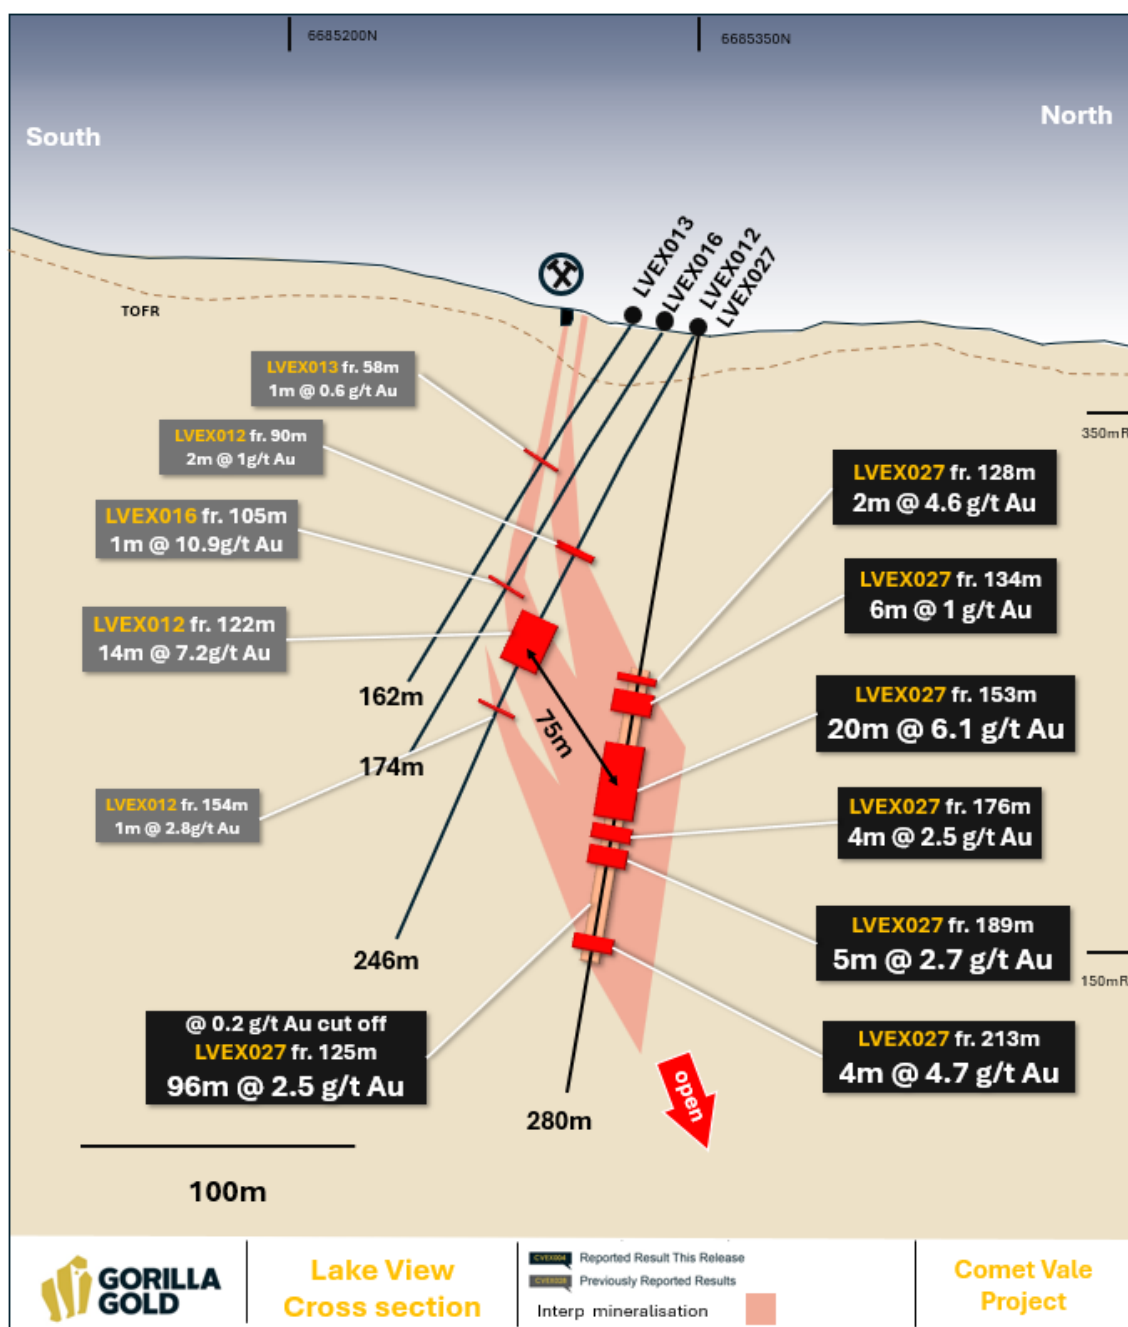 6685200N
6685350N
South
North
LVEX013
LVEX016
LVEX012
LVEX027
TOFR
LVEX013 fr. 58m
1m @ 0.6 g/t Au
LVEX012 fr. 90m
2m @ 1g/t Au
LVEX016 fr. 105m
1m @ 10.9g/t Au
LVEX012 fr. 122m
14m @ 7.2g/t Au
LVEX012 fr. 154m
1m @ 2.8g/t Au
350mR
LVEX027 fr. 128m
2m @ 4.6 g/t Au
LVEX027 fr. 134m
6m @ 1 g/t Au
LVEX027 fr. 153m
20m @ 6.1 g/t Au
LVEX027 fr. 176m
4m @ 2.5 g/t Au
LVEX027 fr. 189m
5m @ 2.7 g/t Au
150mR
LVEX027 fr. 213m
4m @ 4.7 g/t Au
75m
162m
174m
246m
280m
@ 0.2 g/t Au cut off
LVEX027 fr. 125m
96m @ 2.5 g/t Au
open
100m
GORILLA
GOLD
Lake View
Cross section
CVEX004 Reported Result This Release
Previously Reported Results
Interp mineralisation
Comet Vale
Project